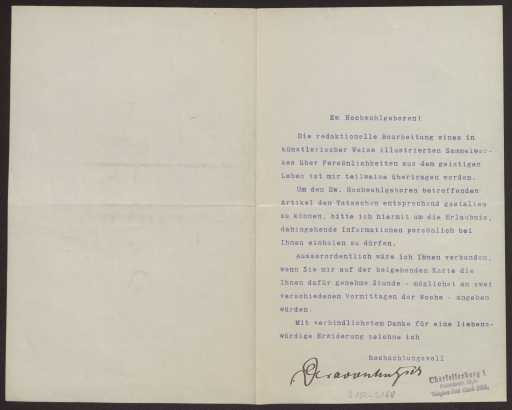 Ew Hochwohlgeboren!
Die redaktionelle Bearbeitung eines in
künstlerischer Weise illustrierten Sammelwer-
kes über Persönlichkeiten aus dem geistigen
Leben ist mir teilweise übertragen worden.
Um den Ew. Hochwohlgeboren betreffenden
Artikel den Tatsachen entsprechend gestalten
zu können, bitte ich hiermit um die Erlaubnis,
dahingehende Informationen persönlich bei
Ihnen einholen zu dürfen.
Ausserordentlich wäre ich Ihnen verbunden,
wenn Sie mir auf der beigehenden Karte die
Ihnen dafür genehme Stunde - möglichst an zwei
verschiedenen Vormittagen der Woche - angeben
würden.
Mit verbindlichstem Danke für eine liebens-
würdige Erwiderung zeichne ich
Hochachtungsvoll
Charlottenburg